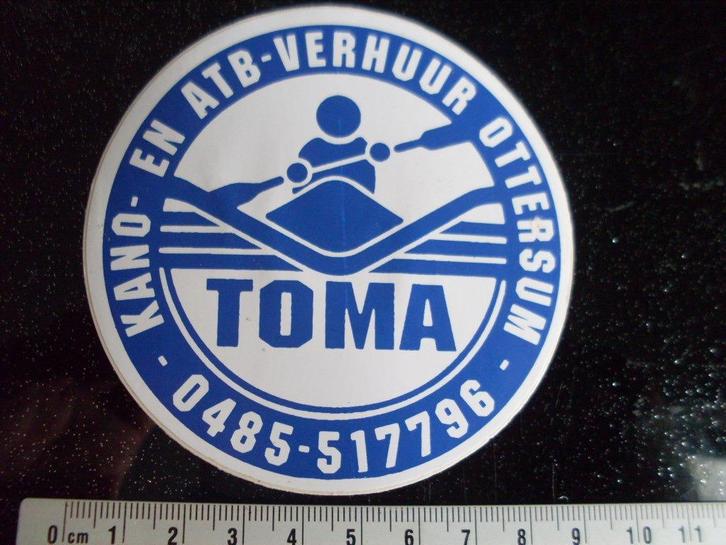 KANO- EN ATB-VERHUUR OTTERSUM
TOMA
- 0485-517796 -
0 cm 1 2 3 4 5 6 7 8 9 10 11